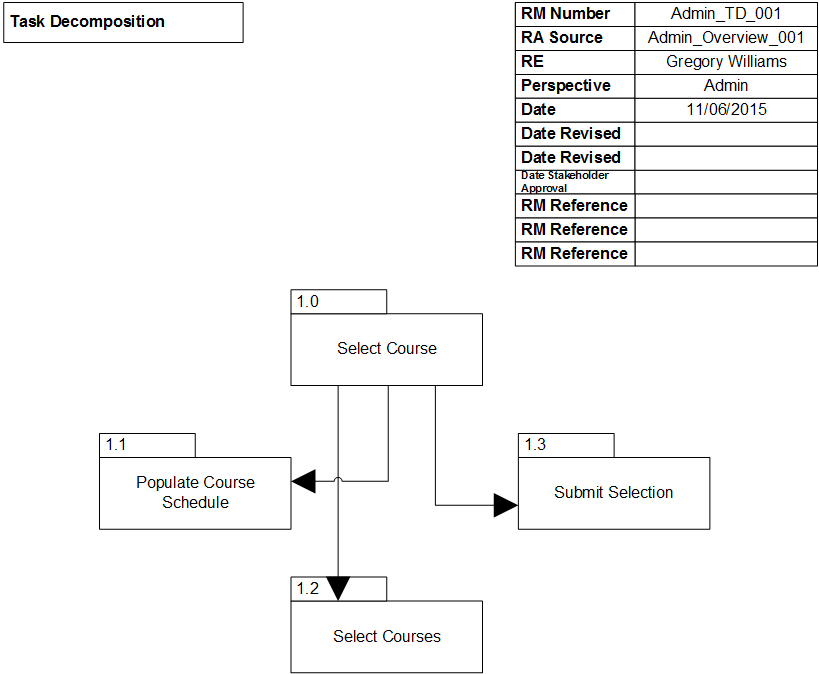 Task Decomposition
RM Number Admin_TD_001
RA Source Admin_Overview_001
RE Gregory Williams
Perspective Admin
Date 11/06/2015
Date Revised
Date Revised
Date Stakeholder
Approval
RM Reference
RM Reference
RM Reference
1.0
Select Course
1.1
Populate Course
Schedule
1.3
Submit Selection
1.2
Select Courses